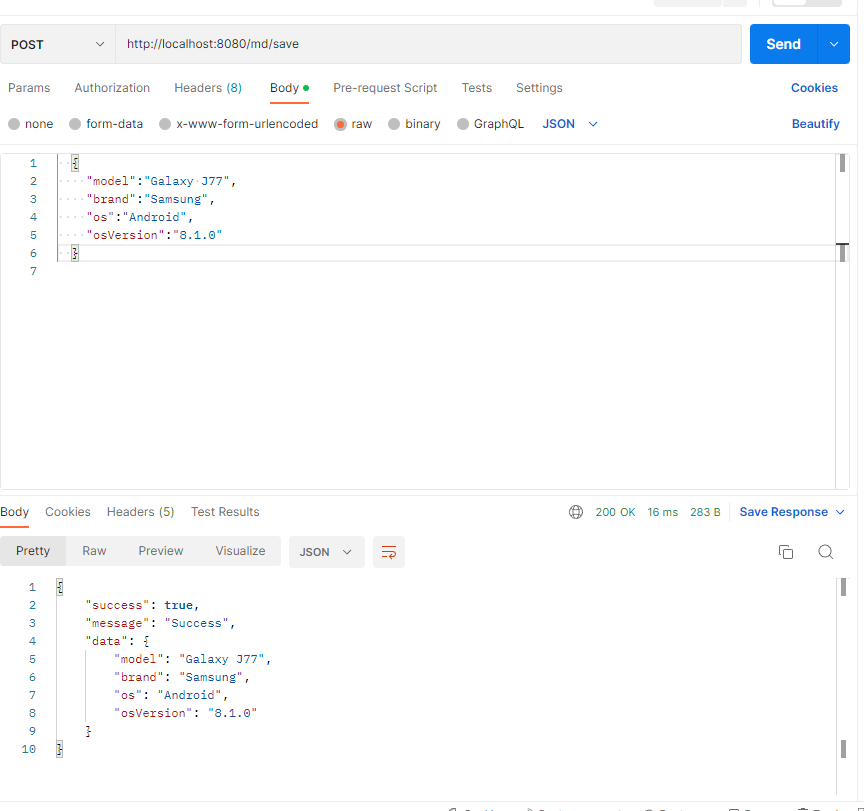 POST http://localhost:8080/md/save Send
Params Authorization Headers (8) Body Pre-request Script Tests Settings Cookies
none form-data x-www-form-urlencoded raw binary GraphQL JSON Beautify
1 {
2 "model":"Galaxy J77",
3 "brand":"Samsung",
4 "os":"Android",
5 "osVersion":"8.1.0"
6 }
7
Body Cookies Headers (5) Test Results 200 OK 16 ms 283 B Save Response
Pretty Raw Preview Visualize JSON
1 {
2 "success": true,
3 "message": "Success",
4 "data": {
5 "model": "Galaxy J77",
6 "brand": "Samsung",
7 "os": "Android",
8 "osVersion": "8.1.0"
9 }
10 }